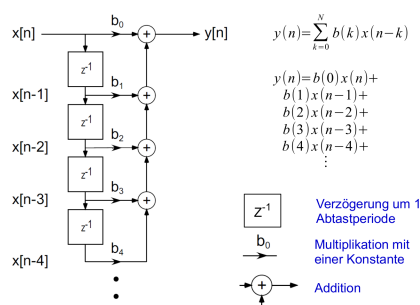 x[n] b₀ + y[n]
z⁻¹
x[n-1] b₁ +
z⁻¹
x[n-2] b₂ +
z⁻¹
x[n-3] b₃ +
z⁻¹
x[n-4] b₄
y(n)=∑ₖ₌₀ᴺ b(k)x(n−k)
y(n)=b(0)x(n)+
b(1)x(n−1)+
b(2)x(n−2)+
b(3)x(n−3)+
b(4)x(n−4)+
⋮
z⁻¹ Verzögerung um 1
Abtastperiode
b₀ Multiplikation mit
einer Konstante
+ Addition